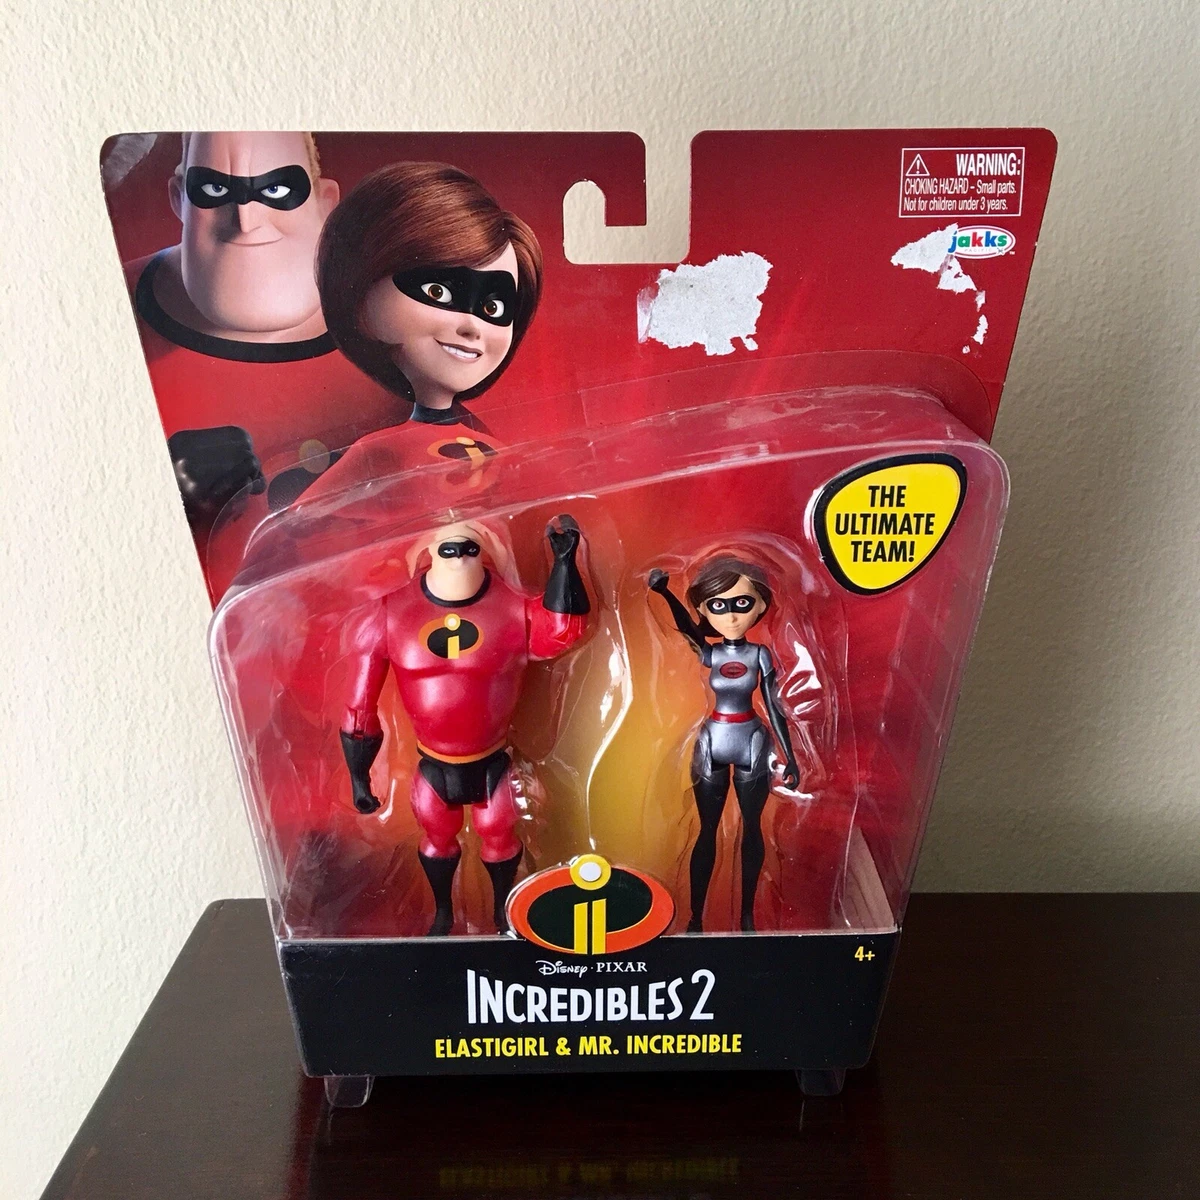 WARNING:
CHOKING HAZARD – Small parts.
Not for children under 3 years.
jakks
THE
ULTIMATE
TEAM!
4+
Disney · PIXAR
INCREDIBLES 2
ELASTIGIRL & MR. INCREDIBLE